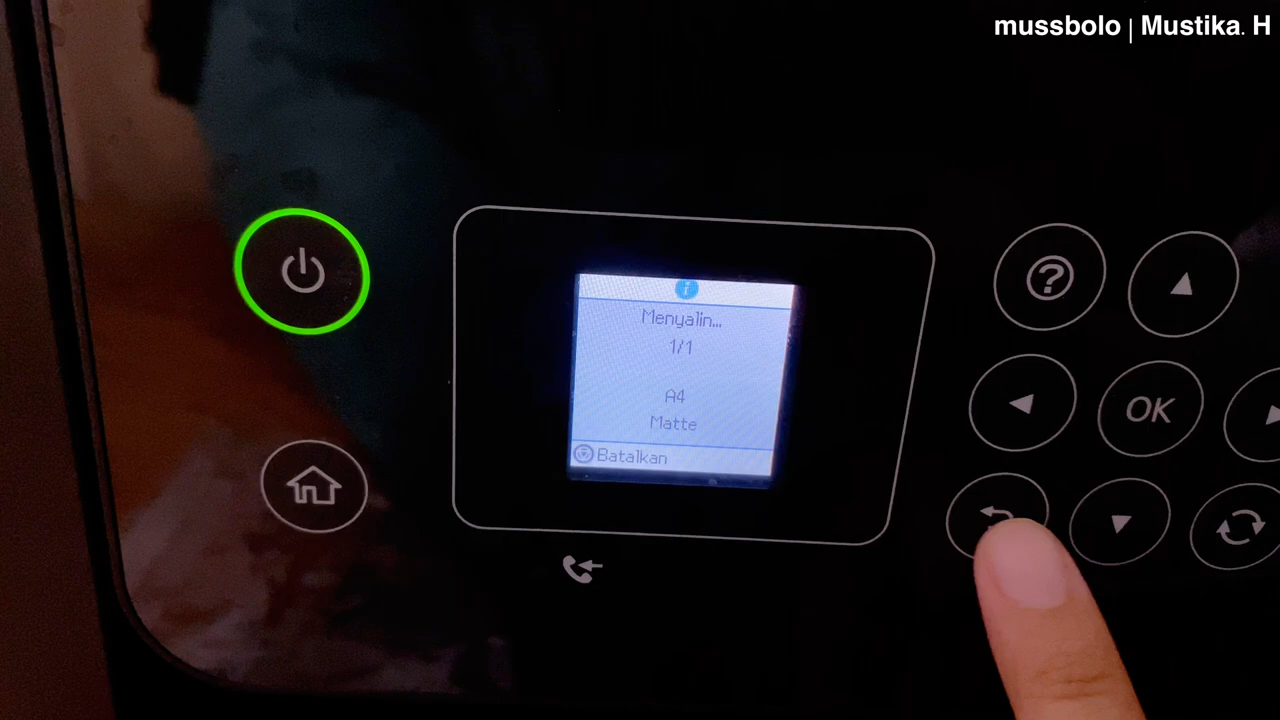 mussbolo | Mustika. H
Menyalin...
1/1
A4
Matte
Batalkan
OK